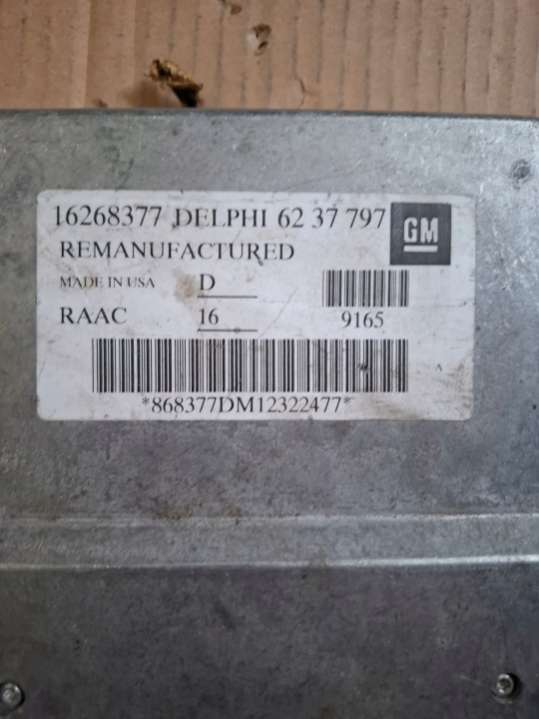 16268377 DELPHI 62 37 797
GM
REMANUFACTURED
MADE IN USA D
RAAC 16 9165
*868377DM12322477*
A